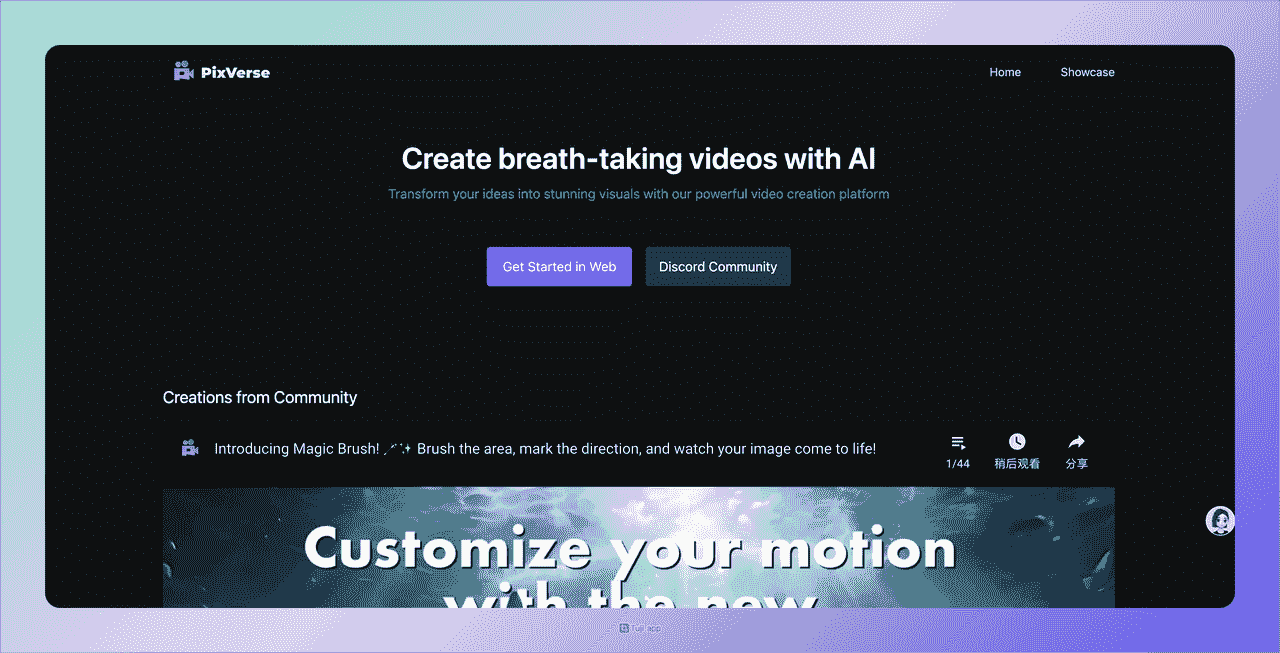 PixVerse
Home
Showcase
Create breath-taking videos with AI
Transform your ideas into stunning visuals with our powerful video creation platform
Get Started in Web
Discord Community
Creations from Community
Introducing Magic Brush! 🪄✨ Brush the area, mark the direction, and watch your image come to life!
1/44
稍后观看
分享
Customize your motion
with the new